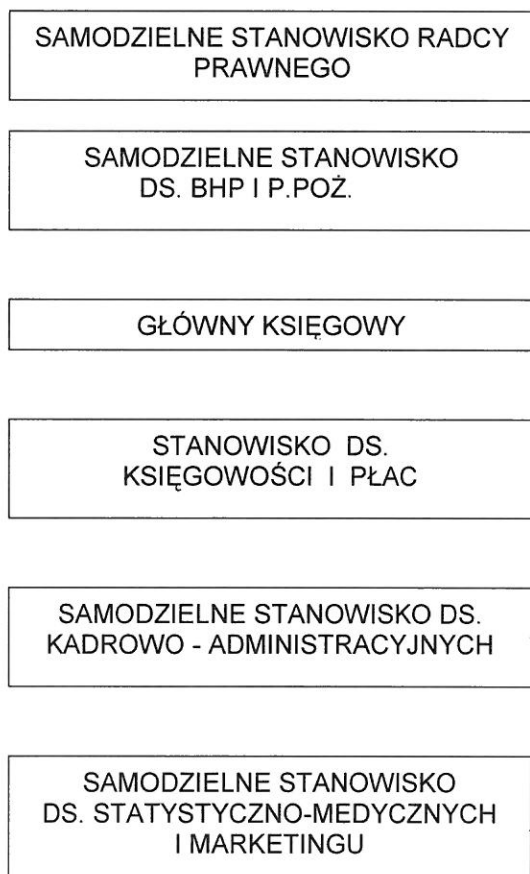 SAMODZIELNE STANOWISKO RADCY
PRAWNEGO
SAMODZIELNE STANOWISKO
DS. BHP I P.POŻ.
GŁÓWNY KSIĘGOWY
STANOWISKO DS.
KSIĘGOWOŚCI I PŁAC
SAMODZIELNE STANOWISKO DS.
KADROWO - ADMINISTRACYJNYCH
SAMODZIELNE STANOWISKO
DS. STATYSTYCZNO-MEDYCZNYCH
I MARKETINGU